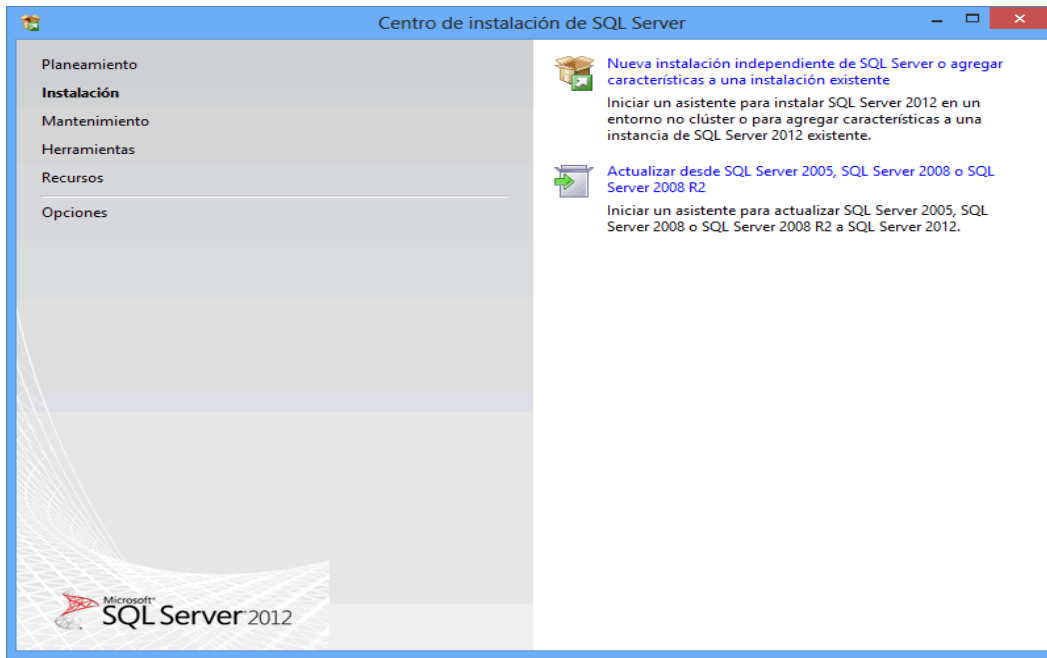 Centro de instalación de SQL Server
Planeamiento
Instalación
Mantenimiento
Herramientas
Recursos
Opciones
Nueva instalación independiente de SQL Server o agregar
características a una instalación existente
Iniciar un asistente para instalar SQL Server 2012 en un
entorno no clúster o para agregar características a una
instancia de SQL Server 2012 existente.
Actualizar desde SQL Server 2005, SQL Server 2008 o SQL
Server 2008 R2
Iniciar un asistente para actualizar SQL Server 2005, SQL
Server 2008 o SQL Server 2008 R2 a SQL Server 2012.
Microsoft®
SQL Server® 2012